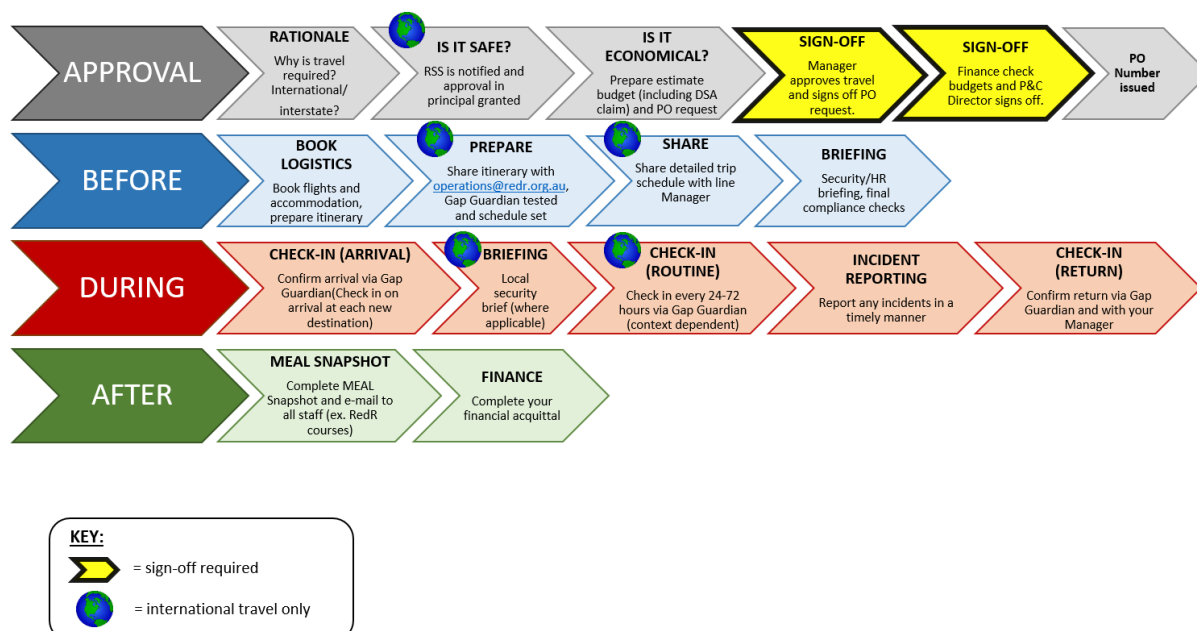 APPROVAL
RATIONALE
Why is travel
required?
International/
interstate?
IS IT SAFE?
RSS is notified and
approval in
principal granted
IS IT
ECONOMICAL?
Prepare estimate
budget (including DSA
claim) and PO request
SIGN-OFF
Manager
approves travel
and signs off PO
request.
SIGN-OFF
Finance check
budgets and P&C
Director signs off.
PO
Number
issued
BEFORE
BOOK
LOGISTICS
Book flights and
accommodation,
prepare itinerary
PREPARE
Share itinerary with
operations@redr.org.au,
Gap Guardian tested
and schedule set
SHARE
Share detailed trip
schedule with line
Manager
BRIEFING
Security/HR
briefing, final
compliance checks
DURING
CHECK-IN (ARRIVAL)
Confirm arrival via Gap
Guardian(Check in on
arrival at each new
destination)
BRIEFING
Local
security
brief (where
applicable)
CHECK-IN
(ROUTINE)
Check in every 24-72
hours via Gap Guardian
(context dependent)
INCIDENT
REPORTING
Report any incidents in a
timely manner
CHECK-IN
(RETURN)
Confirm return via Gap
Guardian and with your
Manager
AFTER
MEAL SNAPSHOT
Complete MEAL
Snapshot and e-mail to
all staff (ex. RedR
courses)
FINANCE
Complete your
financial acquittal
KEY:
= sign-off required
= international travel only